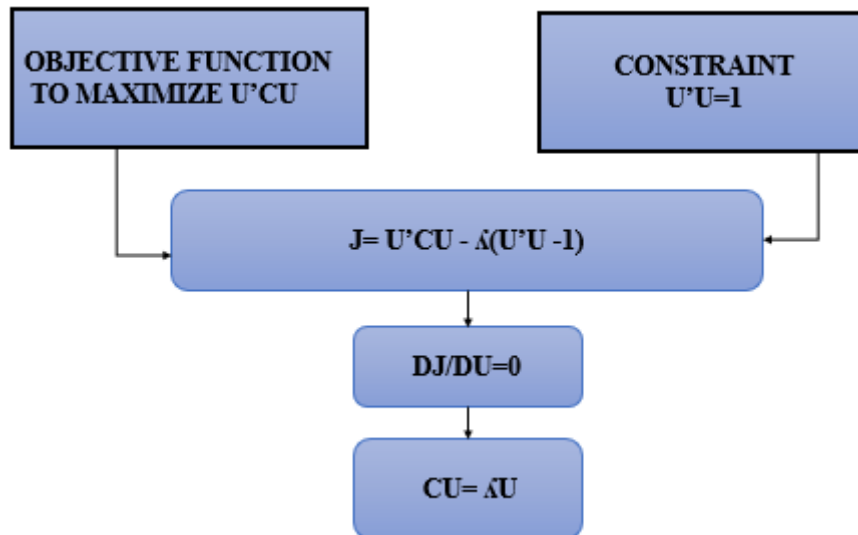 OBJECTIVE FUNCTION
TO MAXIMIZE U’CU
CONSTRAINT
U’U=1
J= U’CU - ʎ(U’U -1)
DJ/DU=0
CU= ʎU